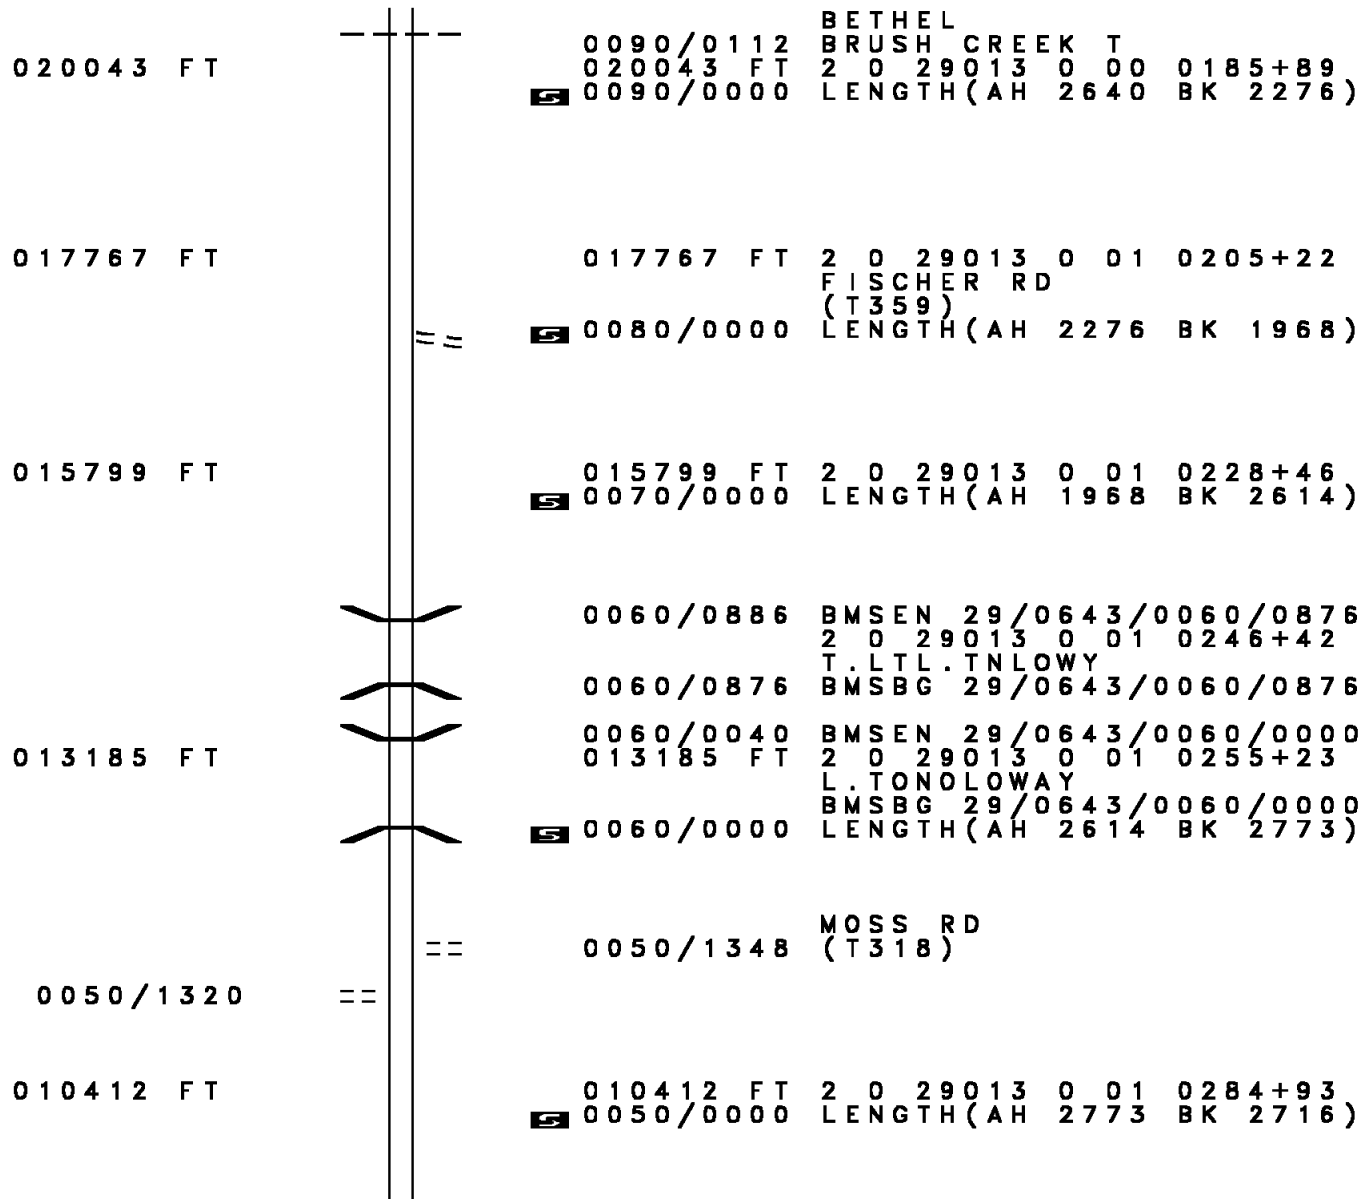 BETHEL
0090/0112 BRUSH CREEK T
020043 FT 020043 FT 2 0 29013 0 00 0185+89
S 0090/0000 LENGTH(AH 2640 BK 2276)
017767 FT 017767 FT 2 0 29013 0 01 0205+22
FISCHER RD
(T359)
S 0080/0000 LENGTH(AH 2276 BK 1968)
015799 FT 015799 FT 2 0 29013 0 01 0228+46
S 0070/0000 LENGTH(AH 1968 BK 2614)
0060/0886 BMSEN 29/0643/0060/0876
2 0 29013 0 01 0246+42
T.LTL.TNLOWY
0060/0876 BMSBG 29/0643/0060/0876
0060/0040 BMSEN 29/0643/0060/0000
013185 FT 013185 FT 2 0 29013 0 01 0255+23
L.TONOLOWAY
BMSBG 29/0643/0060/0000
S 0060/0000 LENGTH(AH 2614 BK 2773)
MOSS RD
0050/1348 (T318)
0050/1320
010412 FT 010412 FT 2 0 29013 0 01 0284+93
S 0050/0000 LENGTH(AH 2773 BK 2716)